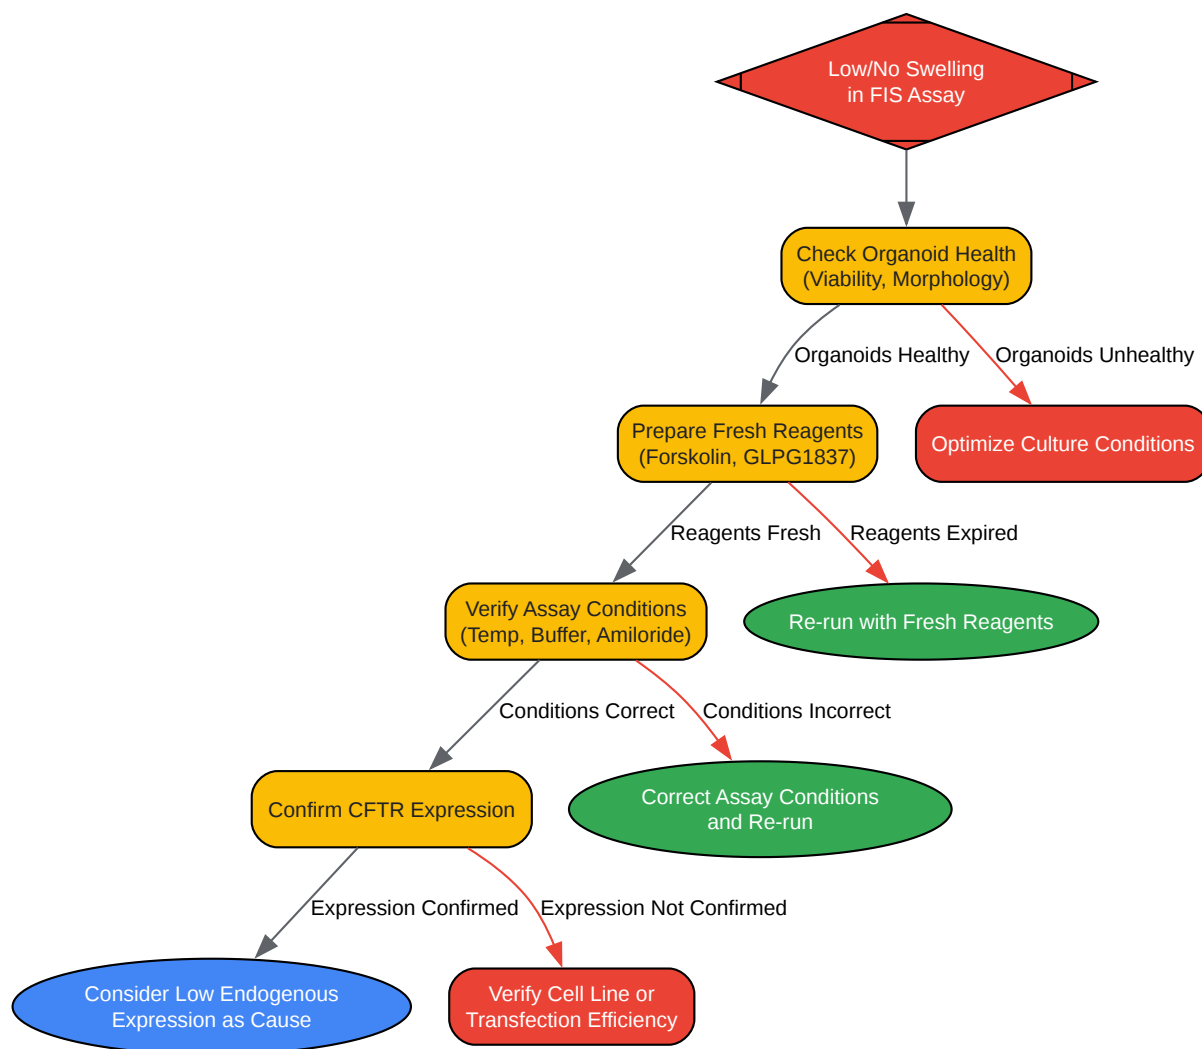 Low/No Swelling
in FIS Assay
Check Organoid Health
(Viability, Morphology)
Organoids Healthy
Organoids Unhealthy
Prepare Fresh Reagents
(Forskolin, GLPG1837)
Optimize Culture Conditions
Reagents Fresh
Reagents Expired
Verify Assay Conditions
(Temp, Buffer, Amiloride)
Re-run with Fresh Reagents
Conditions Correct
Conditions Incorrect
Confirm CFTR Expression
Correct Assay Conditions
and Re-run
Expression Confirmed
Expression Not Confirmed
Consider Low Endogenous
Expression as Cause
Verify Cell Line or
Transfection Efficiency